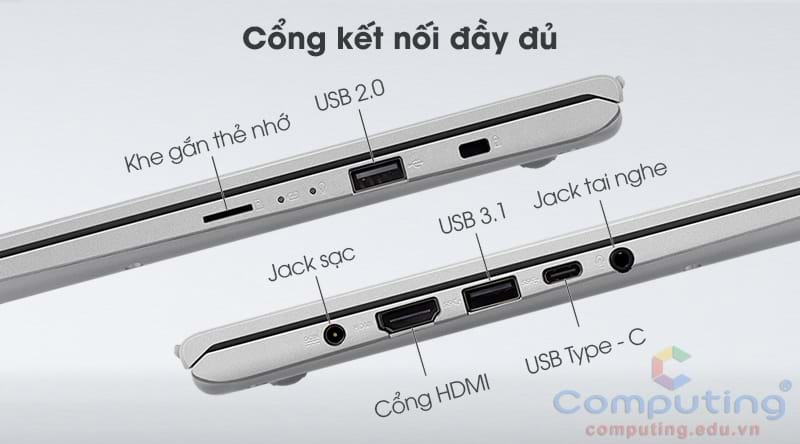 Cổng kết nối đầy đủ
USB 2.0
Khe gắn thẻ nhớ
Jack tai nghe
USB 3.1
Jack sạc
USB Type - C
Cổng HDMI
Computing
computing.edu.vn